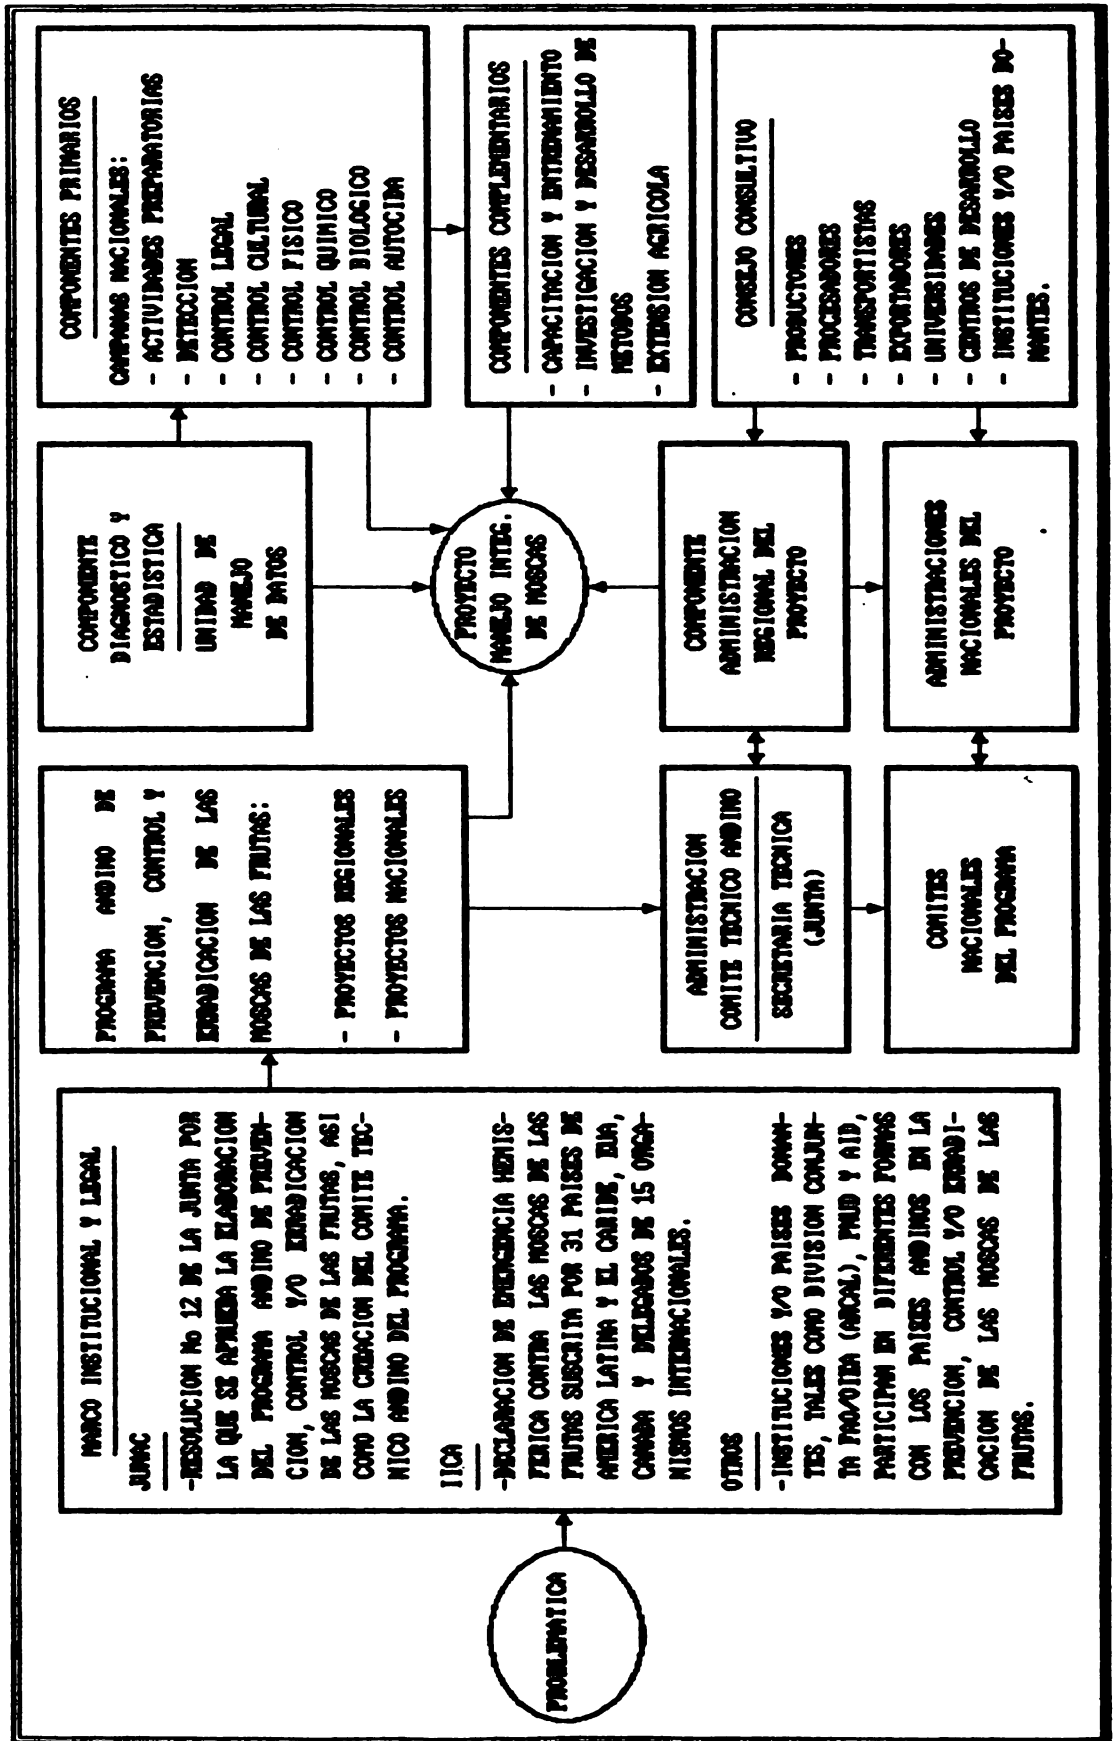 PROBLEMATICA
MARCO INSTITUCIONAL Y LEGAL
JUNAC
-RESOLUCION No 12 DE LA JUNTA POR
LA QUE SE APRUEBA LA ELABORACION
DEL PROGRAMA ANDINO DE PREVEN-
CION, CONTROL Y/O ERRADICACION
DE LAS MOSCAS DE LAS FRUTAS, ASI
COMO LA CREACION DEL COMITE TEC-
NICO ANDINO DEL PROGRAMA.
IICA
-DECLARACION DE EMERGENCIA HEMIS-
FERICA CONTRA LAS MOSCAS DE LAS
FRUTAS SUBSCRITA POR 31 PAISES DE
AMERICA LATINA Y EL CARIBE, EUA,
CANADA Y DELEGADOS DE 15 ORGA-
NISMOS INTERNACIONALES.
OTROS
-INSTITUCIONES Y/O PAISES DONAN-
TES, TALES COMO DIVISION CONJUN-
TA FAO/OIEA (ARCAL), PNUD Y AID,
PARTICIPAN EN DIFERENTES FORMAS
CON LOS PAISES ANDINOS EN LA
PREVENCION, CONTROL Y/O ERRADI-
CACION DE LAS MOSCAS DE LAS
FRUTAS.
PROGRAMA ANDINO DE
PREVENCION, CONTROL Y
ERRADICACION DE LAS
MOSCAS DE LAS FRUTAS:
- PROYECTOS REGIONALES
- PROYECTOS NACIONALES
ADMINISTRACION
COMITE TECNICO ANDINO
SECRETARIA TECNICA
(JUNTA)
COMITES
NACIONALES
DEL PROGRAMA
COMPONENTE
DIAGNOSTICO Y
ESTADISTICA
UNIDAD DE
MANEJO
DE DATOS
PROYECTO
MANEJO INTEG.
DE MOSCAS
COMPONENTE
ADMINISTRACION
REGIONAL DEL
PROYECTO
ADMINISTRACIONES
NACIONALES DEL
PROYECTO
COMPONENTES PRIMARIOS
CAMPANAS NACIONALES:
- ACTIVIDADES PREPARATORIAS
- DETECCION
- CONTROL LEGAL
- CONTROL CULTURAL
- CONTROL FISICO
- CONTROL QUIMICO
- CONTROL BIOLOGICO
- CONTROL AUTOCIDA
COMPONENTES COMPLEMENTARIOS
- CAPACITACION Y ENTRENAMIENTO
- INVESTIGACION Y DESARROLLO DE
METODOS
- EXTENSION AGRICOLA
CONSEJO CONSULTIVO
- PRODUCTORES
- PROCESADORES
- TRANSPORTISTAS
- EXPORTADORES
- UNIVERSIDADES
- CENTROS DE DESARROLLO
- INSTITUCIONES Y/O PAISES DO-
NANTES.